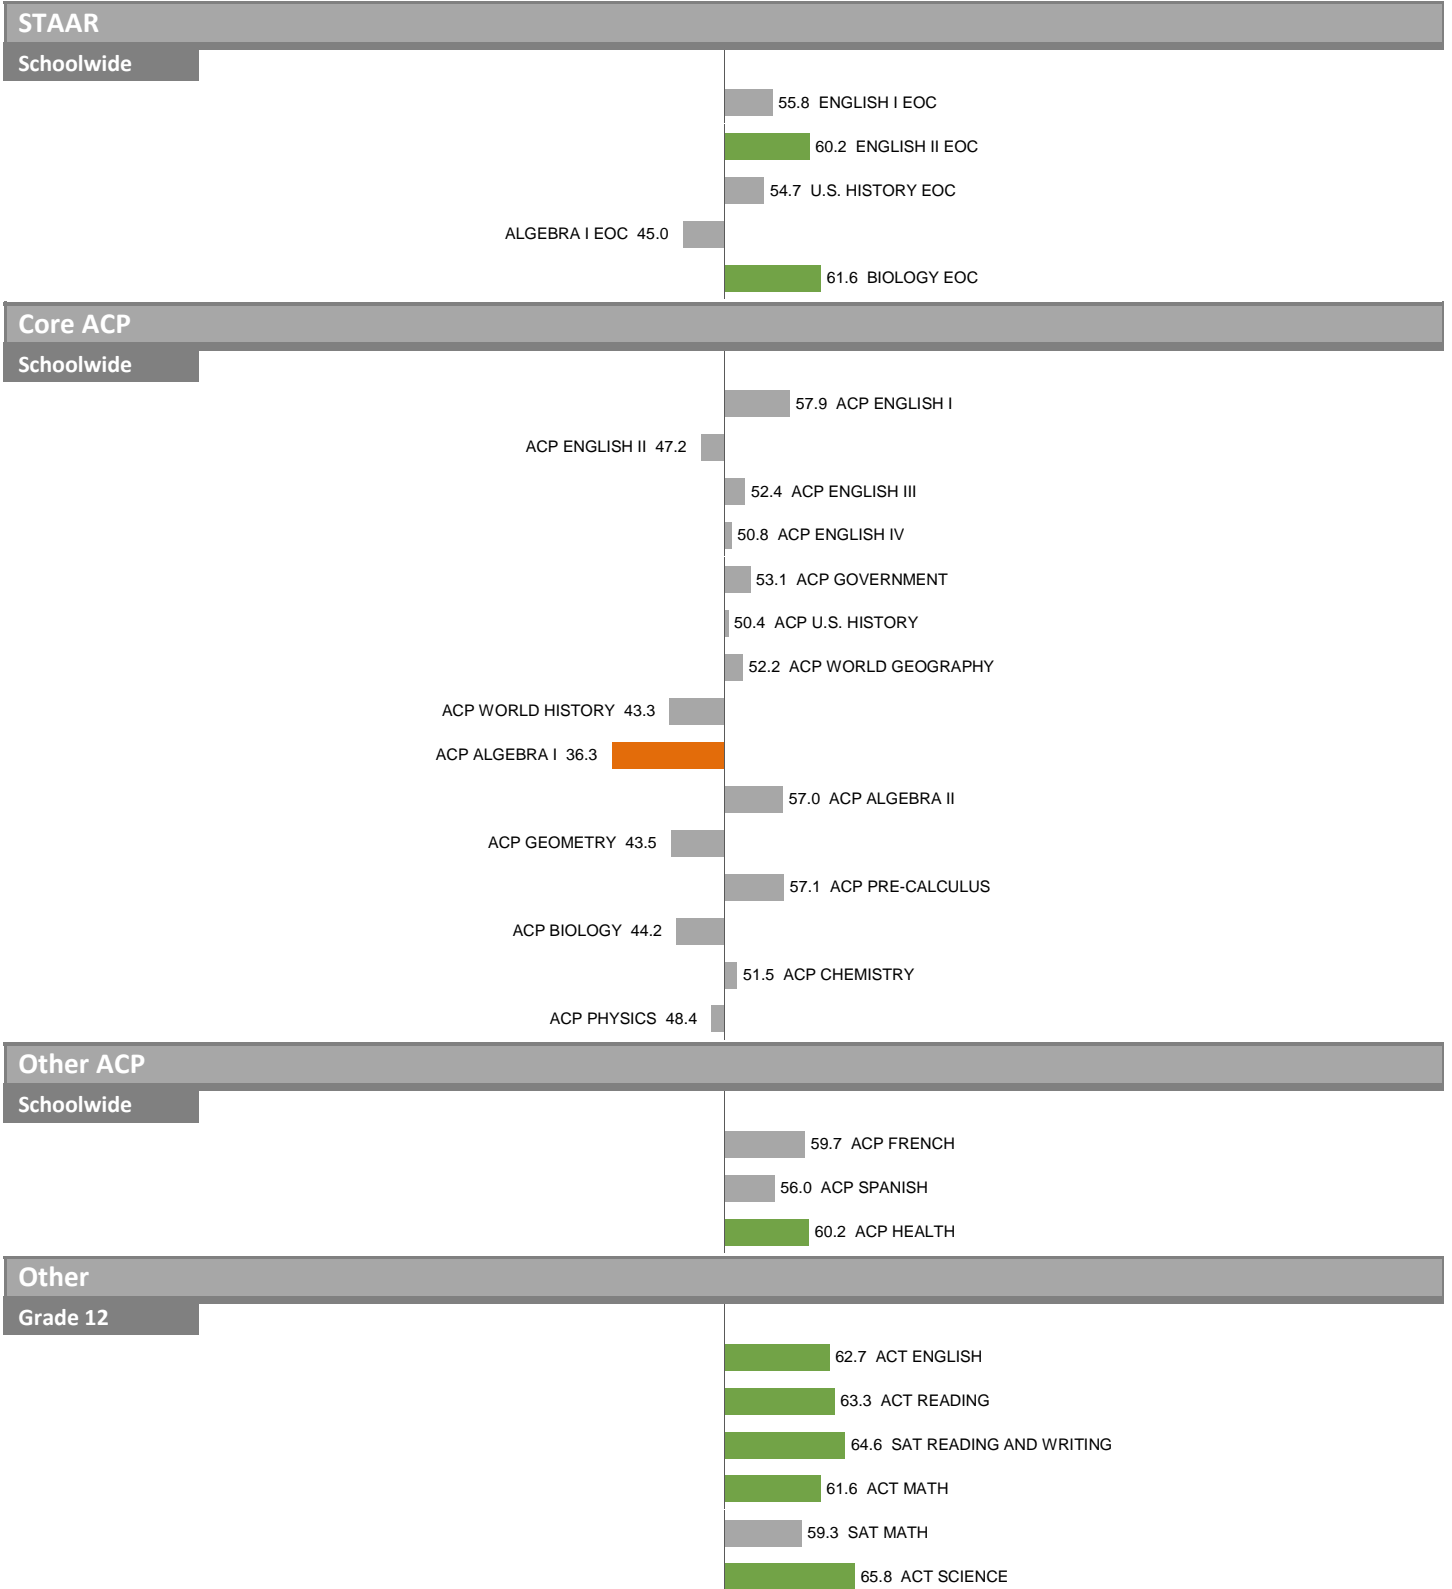 STAAR
Schoolwide
55.8 ENGLISH I EOC
60.2 ENGLISH II EOC
54.7 U.S. HISTORY EOC
ALGEBRA I EOC 45.0
61.6 BIOLOGY EOC
Core ACP
Schoolwide
57.9 ACP ENGLISH I
ACP ENGLISH II 47.2
52.4 ACP ENGLISH III
50.8 ACP ENGLISH IV
53.1 ACP GOVERNMENT
50.4 ACP U.S. HISTORY
52.2 ACP WORLD GEOGRAPHY
ACP WORLD HISTORY 43.3
ACP ALGEBRA I 36.3
57.0 ACP ALGEBRA II
ACP GEOMETRY 43.5
57.1 ACP PRE-CALCULUS
ACP BIOLOGY 44.2
51.5 ACP CHEMISTRY
ACP PHYSICS 48.4
Other ACP
Schoolwide
59.7 ACP FRENCH
56.0 ACP SPANISH
60.2 ACP HEALTH
Other
Grade 12
62.7 ACT ENGLISH
63.3 ACT READING
64.6 SAT READING AND WRITING
61.6 ACT MATH
59.3 SAT MATH
65.8 ACT SCIENCE